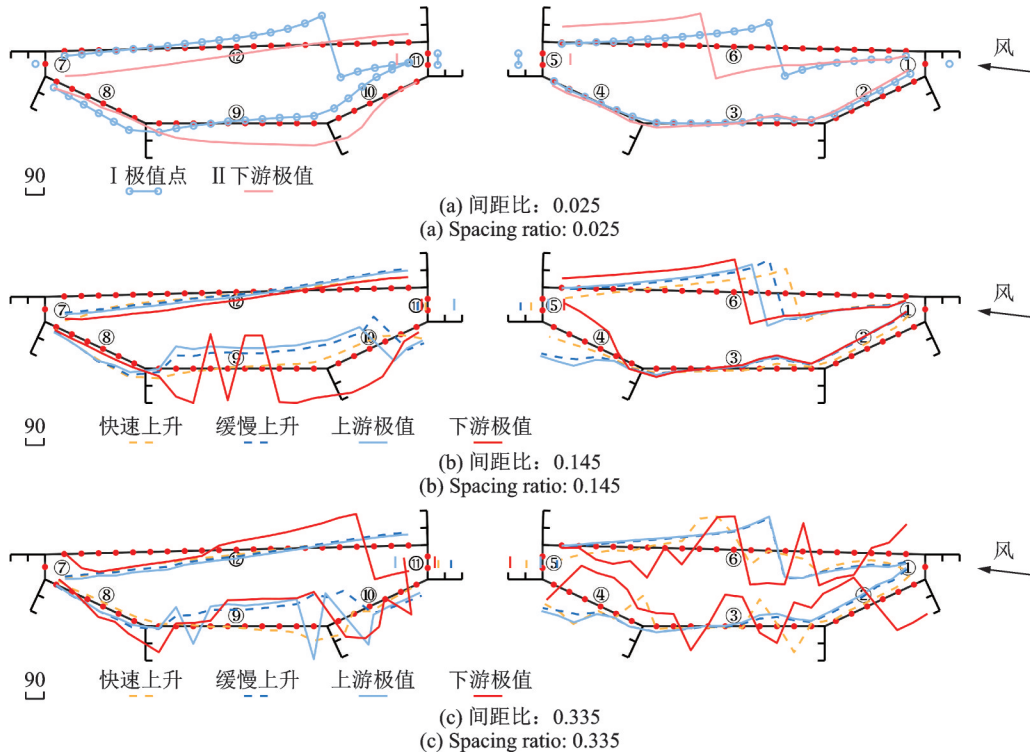 ⑦ ⑫ ⑪ ⑤ ⑥ ① 风
⑧ ⑨ ⑩ ④ ③ ②
90 Ⅰ 极值点 Ⅱ 下游极值
(a) 间距比：0.025
(a) Spacing ratio: 0.025
⑦ ⑫ ⑪ ⑤ ⑥ ① 风
⑧ ⑨ ⑩ ④ ③ ②
90 快速上升 缓慢上升 上游极值 下游极值
(b) 间距比：0.145
(b) Spacing ratio: 0.145
⑦ ⑫ ⑪ ⑤ ⑥ ① 风
⑧ ⑨ ⑩ ④ ③ ②
90 快速上升 缓慢上升 上游极值 下游极值
(c) 间距比：0.335
(c) Spacing ratio: 0.335